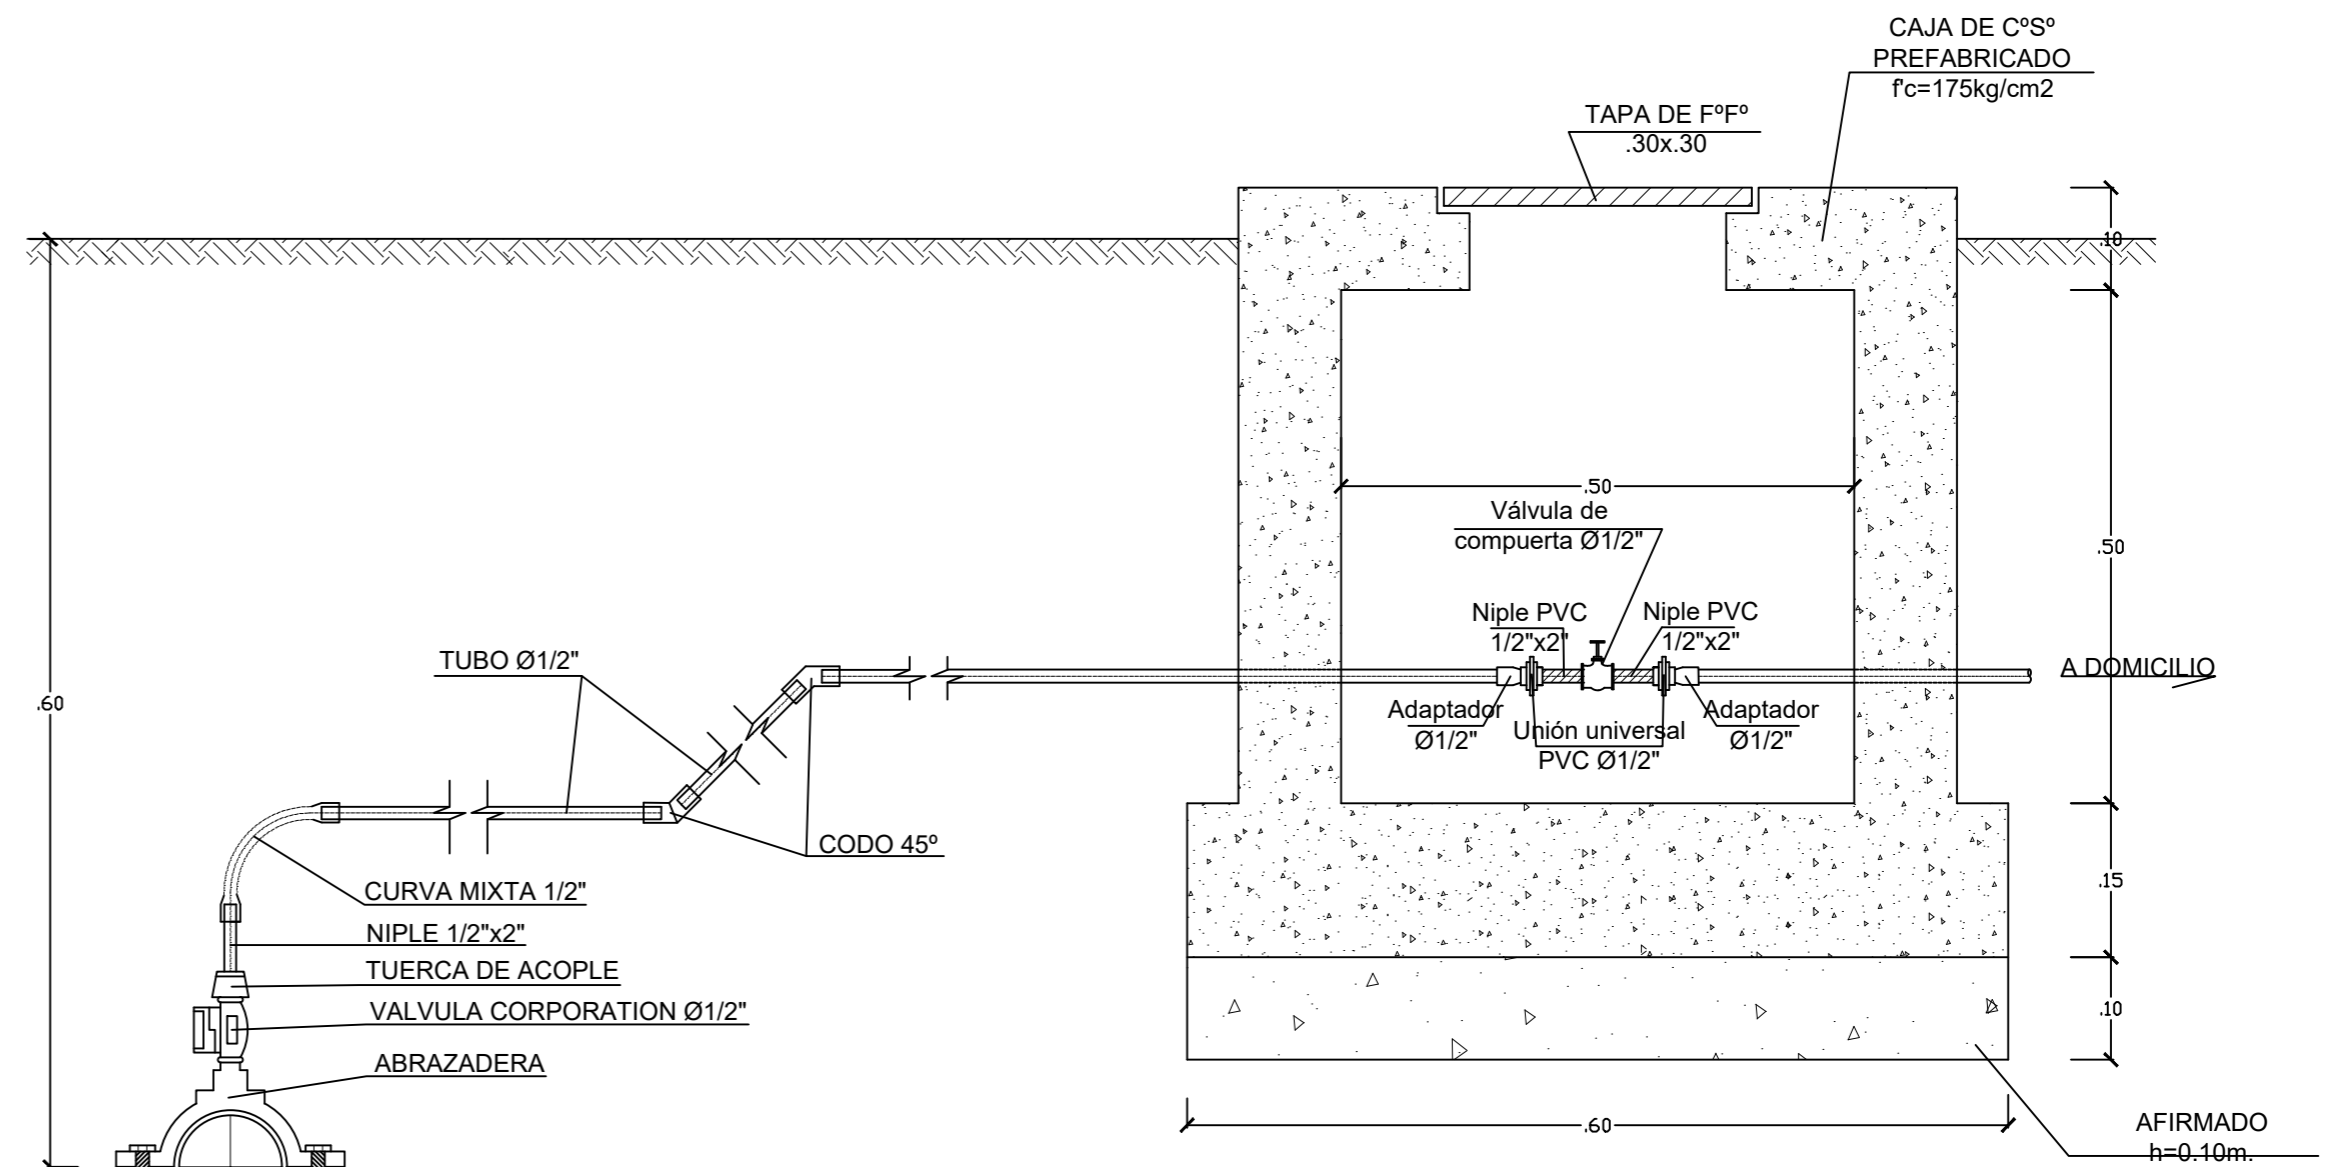 CAJA DE CºSº
PREFABRICADO
f'c=175kg/cm2
TAPA DE FºFº
.30x.30
.10
.50
Válvula de
compuerta Ø1/2"
.50
Niple PVC
1/2"x2"
Niple PVC
1/2"x2"
TUBO Ø1/2"
A DOMICILIO
.60
Adaptador
Ø1/2"
Unión universal
PVC Ø1/2"
Adaptador
Ø1/2"
CODO 45º
CURVA MIXTA 1/2"
.15
NIPLE 1/2"x2"
TUERCA DE ACOPLE
VALVULA CORPORATION Ø1/2"
.10
ABRAZADERA
.60
AFIRMADO
h=0.10m.